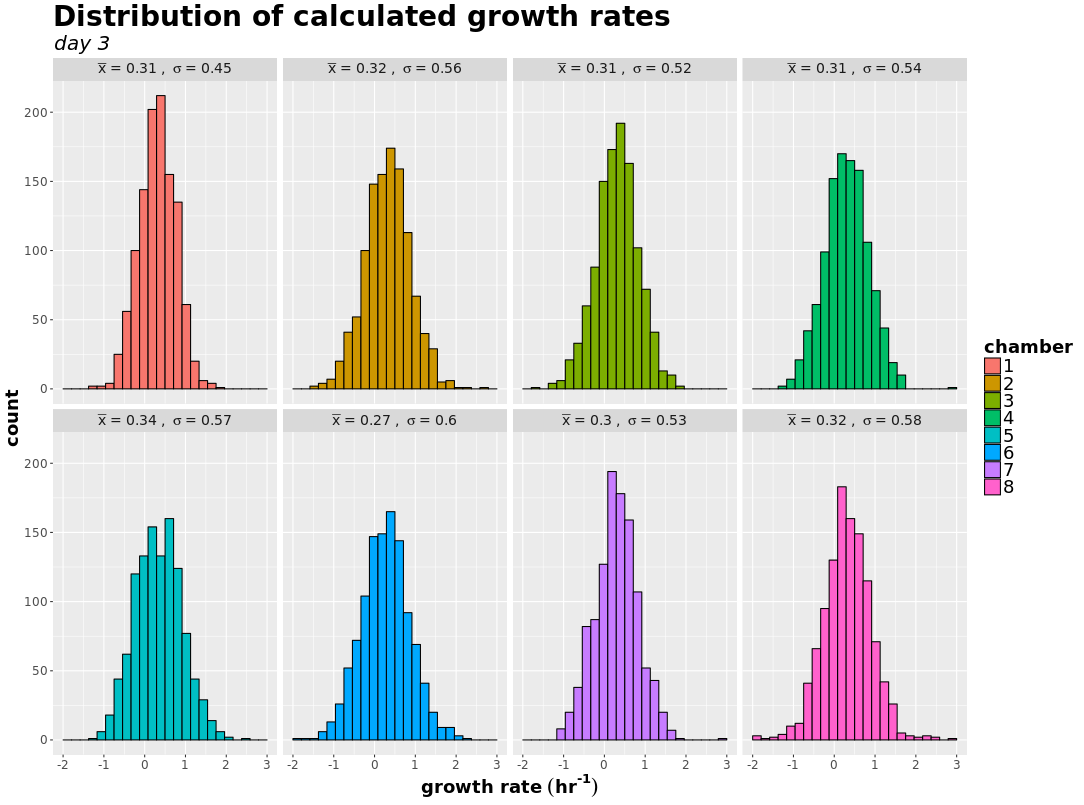 Distribution of calculated growth rates
day 3
x̅ = 0.31 , σ = 0.45
x̅ = 0.32 , σ = 0.56
x̅ = 0.31 , σ = 0.52
x̅ = 0.31 , σ = 0.54
200
150
100
50
0
x̅ = 0.34 , σ = 0.57
x̅ = 0.27 , σ = 0.6
x̅ = 0.3 , σ = 0.53
x̅ = 0.32 , σ = 0.58
200
150
100
50
0
-2 -1 0 1 2 3
-2 -1 0 1 2 3
-2 -1 0 1 2 3
-2 -1 0 1 2 3
growth rate (hr⁻¹)
count
chamber
1
2
3
4
5
6
7
8